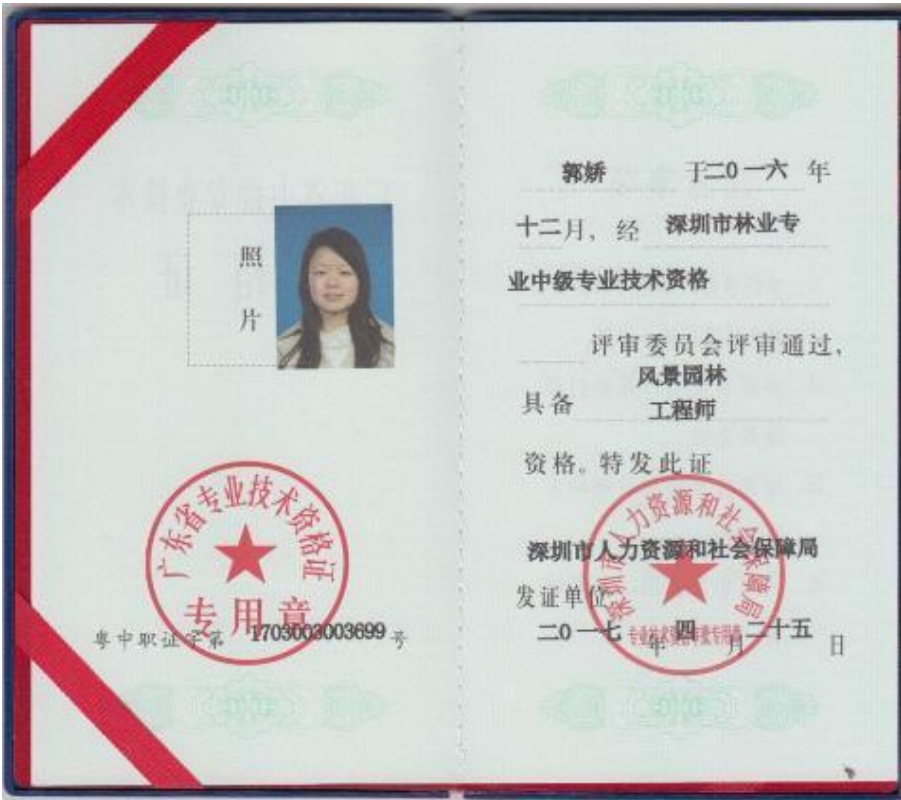 照
片
广东省专业技术资格证
专用章
粤中职证字第 1703003003699 号
郭娇 于二0一六 年
十二月，经 深圳市林业专
业中级专业技术资格
评审委员会评审通过，
风景园林
具备 工程师
资格。特发此证
深圳市人力资源和社会保障局
深圳市人力资源和社会保障局
发证单位
二0一七 年 四 月 二十五 日